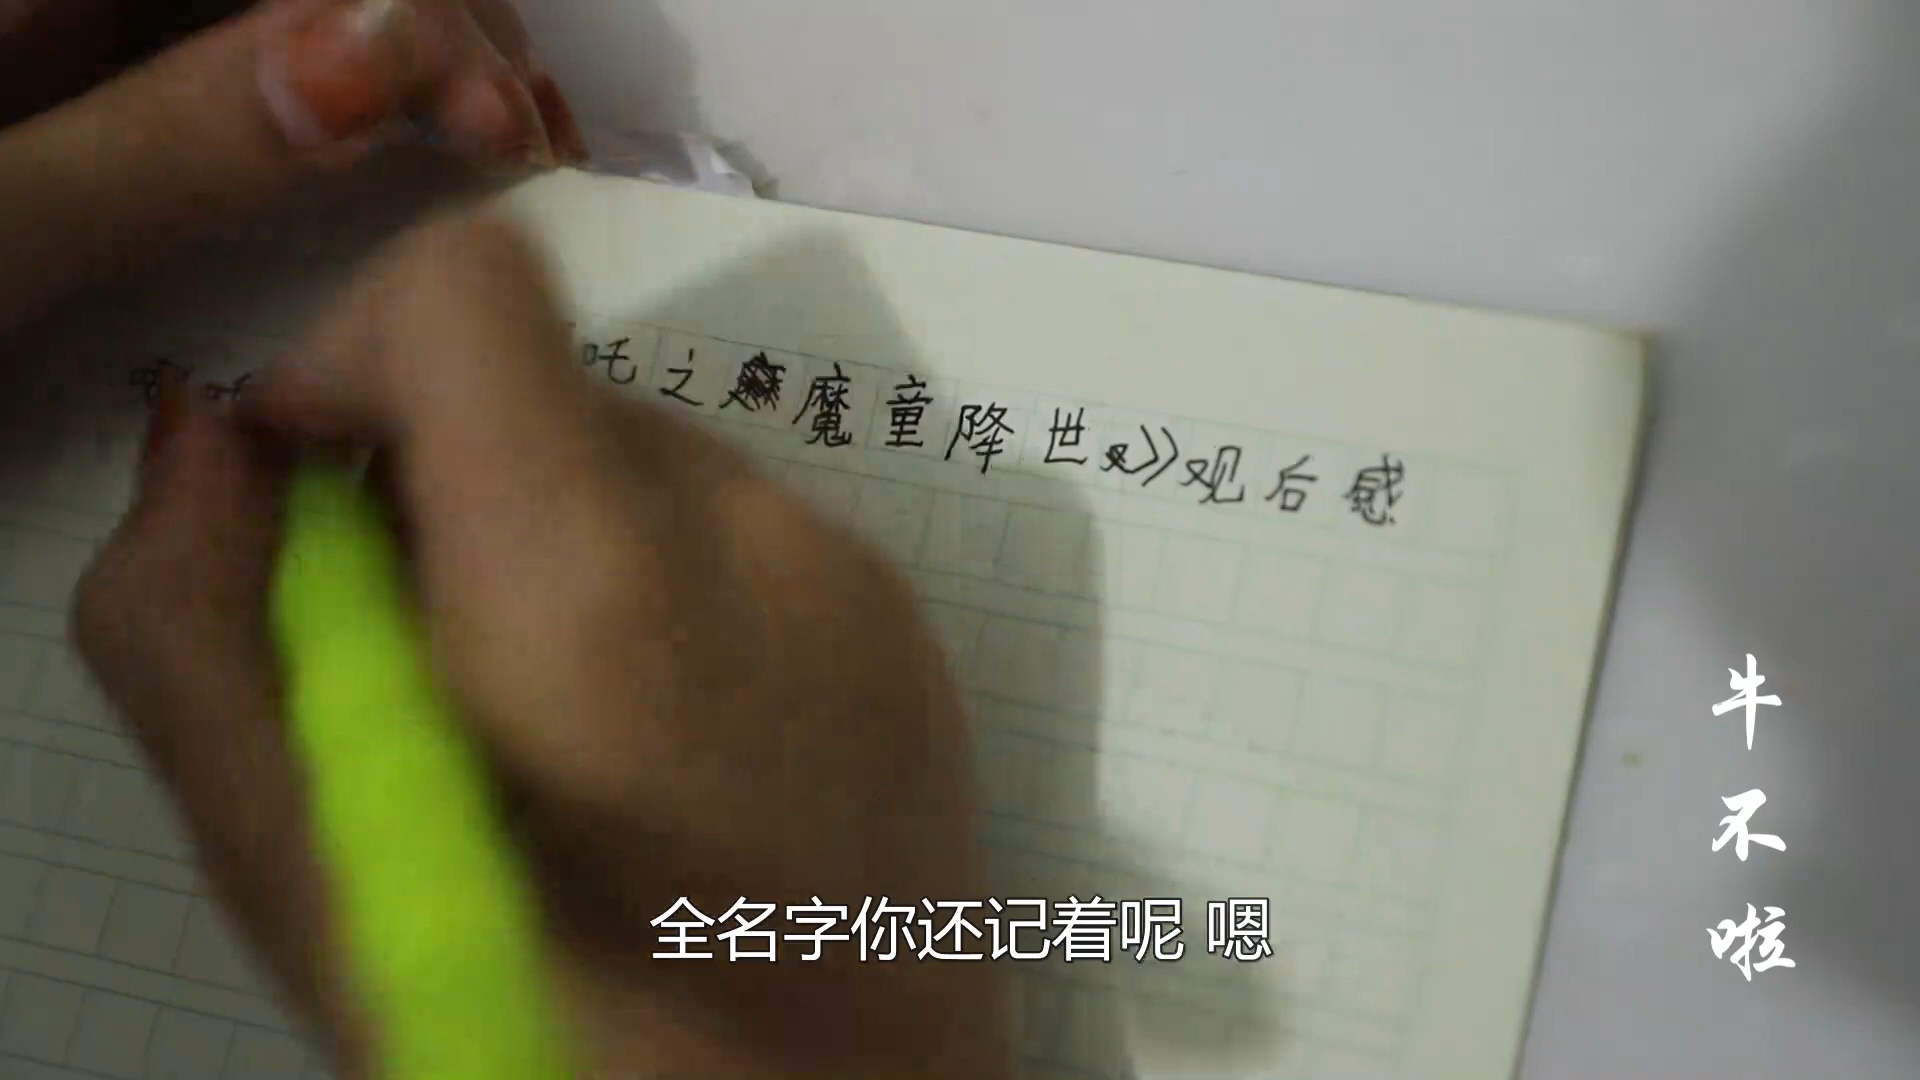 吒之魔童降世》观后感
全名字你还记着呢 嗯
牛不啦